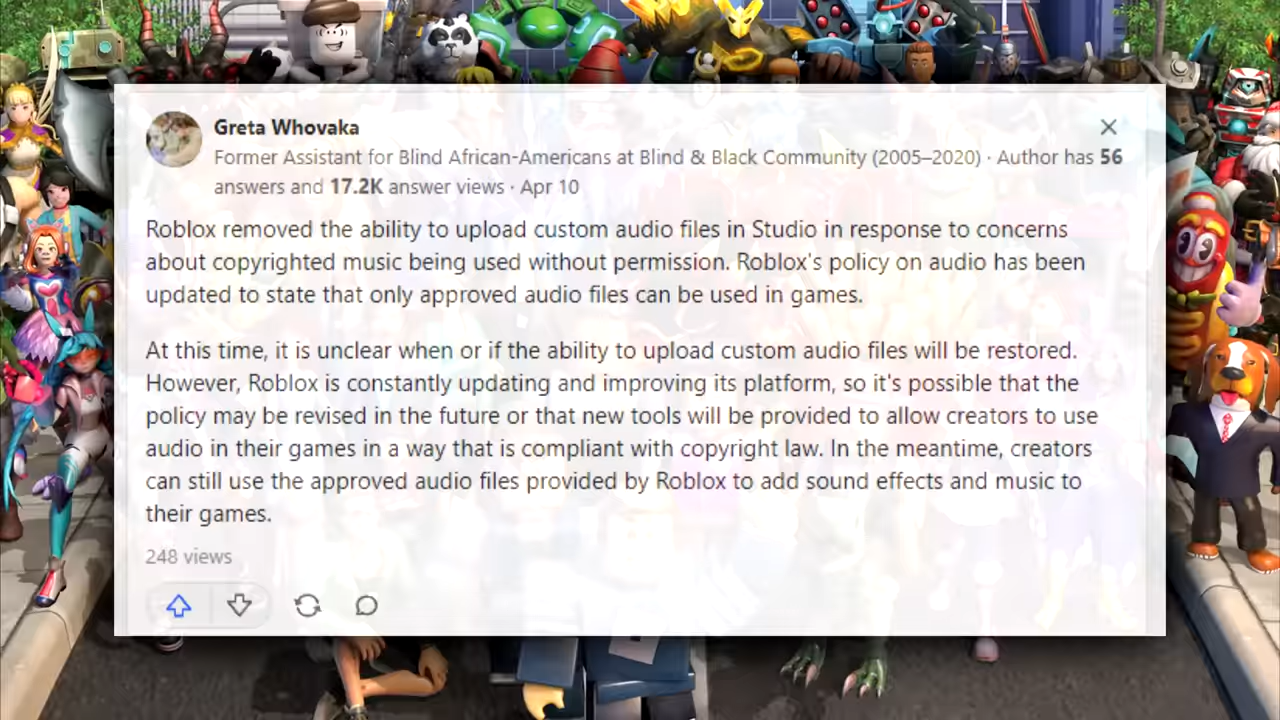 Greta Whovaka
Former Assistant for Blind African-Americans at Blind & Black Community (2005–2020) · Author has 56
answers and 17.2K answer views · Apr 10
Roblox removed the ability to upload custom audio files in Studio in response to concerns
about copyrighted music being used without permission. Roblox's policy on audio has been
updated to state that only approved audio files can be used in games.
At this time, it is unclear when or if the ability to upload custom audio files will be restored.
However, Roblox is constantly updating and improving its platform, so it's possible that the
policy may be revised in the future or that new tools will be provided to allow creators to use
audio in their games in a way that is compliant with copyright law. In the meantime, creators
can still use the approved audio files provided by Roblox to add sound effects and music to
their games.
248 views